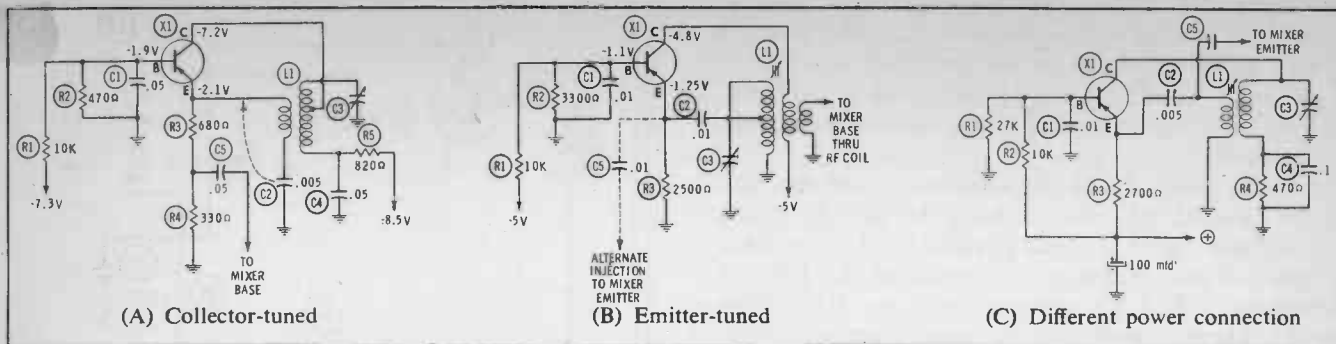 X1
C
-7.2V
-1.9V
B
E
-2.1V
C1
.05
R2
470Ω
R1
10K
-7.3V
R3
680Ω
C5
.05
R4
330Ω
TO
MIXER
BASE
L1
C3
R5
820Ω
.005
C2
C4
.05
-8.5V
(A) Collector-tuned
X1
C
-4.8V
-1.1V
B
E
-1.25V
C1
.01
R2
3300Ω
R1
10K
-5V
C2
.01
C5
.01
R3
2500Ω
C3
L1
TO
MIXER
BASE
THRU
RF COIL
-5V
ALTERNATE
INJECTION
TO MIXER
EMITTER
(B) Emitter-tuned
C5
TO MIXER
EMITTER
X1
C
B
E
C2
.005
L1
C3
R1
27K
C1
.01
R2
10K
R3
2700Ω
C4
.1
R4
470Ω
+
100 mfd
(C) Different power connection